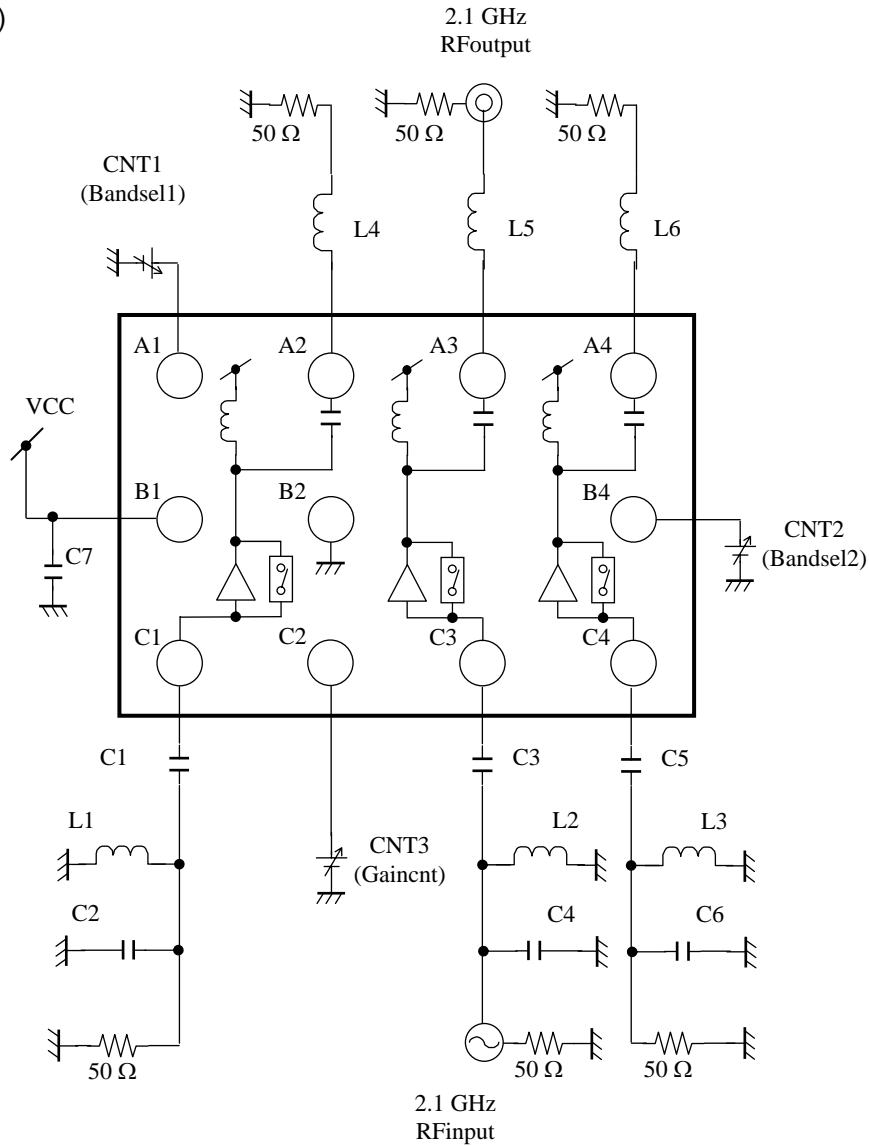 )
2.1 GHz
RFoutput
50 Ω
50 Ω
50 Ω
CNT1
(Bandsel1)
L4
L5
L6
A1
A2
A3
A4
VCC
B1
B2
B4
CNT2
(Bandsel2)
C7
C1
C2
C3
C4
C1
C3
C5
L1
L2
L3
CNT3
(Gaincnt)
C2
C4
C6
50 Ω
50 Ω
50 Ω
2.1 GHz
RFinput